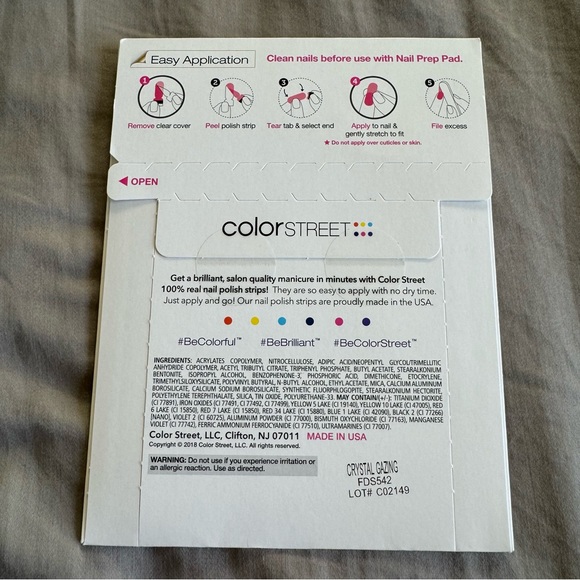 Easy Application
Clean nails before use with Nail Prep Pad.
1 2 3 4 5
Remove clear cover
Peel polish strip
Tear tab & select end
Apply to nail &
gently stretch to fit
File excess
★ Do not apply over cuticles or skin.
◀ OPEN
colorSTREET
Get a brilliant, salon quality manicure in minutes with Color Street
100% real nail polish strips! They are so easy to apply with no dry time.
Just apply and go! Our nail polish strips are proudly made in the USA.
#BeColorful™ #BeBrilliant™ #BeColorStreet™
INGREDIENTS: ACRYLATES COPOLYMER, NITROCELLULOSE, ADIPIC ACID/NEOPENTYL GLYCOL/TRIMELLITIC
ANHYDRIDE COPOLYMER, ACETYL TRIBUTYL CITRATE, TRIPHENYL PHOSPHATE, BUTYL ACETATE, STEARALKONIUM
BENTONITE, ISOPROPYL ALCOHOL, BENZOPHENONE-3, PHOSPHORIC ACID, DIMETHICONE, ETOCRYLENE,
TRIMETHYLSILOXYSILICATE, POLYVINYL BUTYRAL, N-BUTYL ALCOHOL, ETHYL ACETATE, MICA, CALCIUM ALUMINUM
BOROSILICATE, CALCIUM SODIUM BOROSILICATE, SYNTHETIC FLUORPHLOGOPITE, STEARALKONIUM HECTORITE,
POLYETHYLENE TEREPHTHALATE, SILICA, TIN OXIDE, POLYURETHANE-33. MAY CONTAIN/(+/-): TITANIUM DIOXIDE
(CI 77891), IRON OXIDES (CI 77491, CI 77492, CI 77499), YELLOW 5 LAKE (CI 19140), YELLOW 10 LAKE (CI 47005), RED
6 LAKE (CI 15850), RED 7 LAKE (CI 15850), RED 34 LAKE (CI 15880), BLUE 1 LAKE (CI 42090), BLACK 2 (CI 77266)
(NANO), VIOLET 2 (CI 60725), ALUMINUM POWDER (CI 77000), BISMUTH OXYCHLORIDE (CI 77163), MANGANESE
VIOLET (CI 77742), FERRIC AMMONIUM FERROCYANIDE (CI 77510), ULTRAMARINES (CI 77007).
Color Street, LLC, Clifton, NJ 07011 MADE IN USA
Copyright © 2018 Color Street, LLC. All rights reserved.
WARNING: Do not use if you experience irritation or
an allergic reaction. Use as directed.
CRYSTAL GAZING
FDS542
LOT# C02149